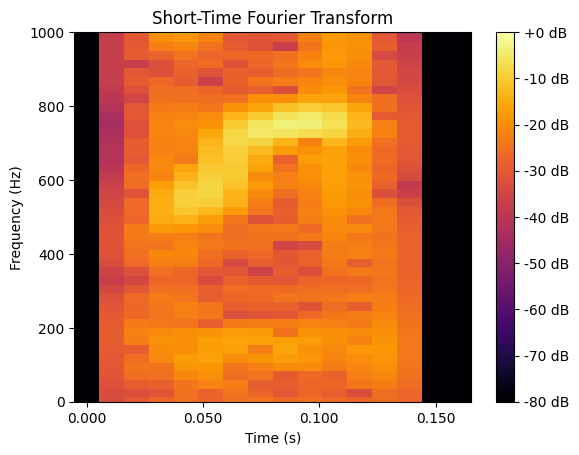 Short-Time Fourier Transform
1000
800
600
400
200
0
Frequency (Hz)
0.000
0.050
0.100
0.150
Time (s)
+0 dB
-10 dB
-20 dB
-30 dB
-40 dB
-50 dB
-60 dB
-70 dB
-80 dB